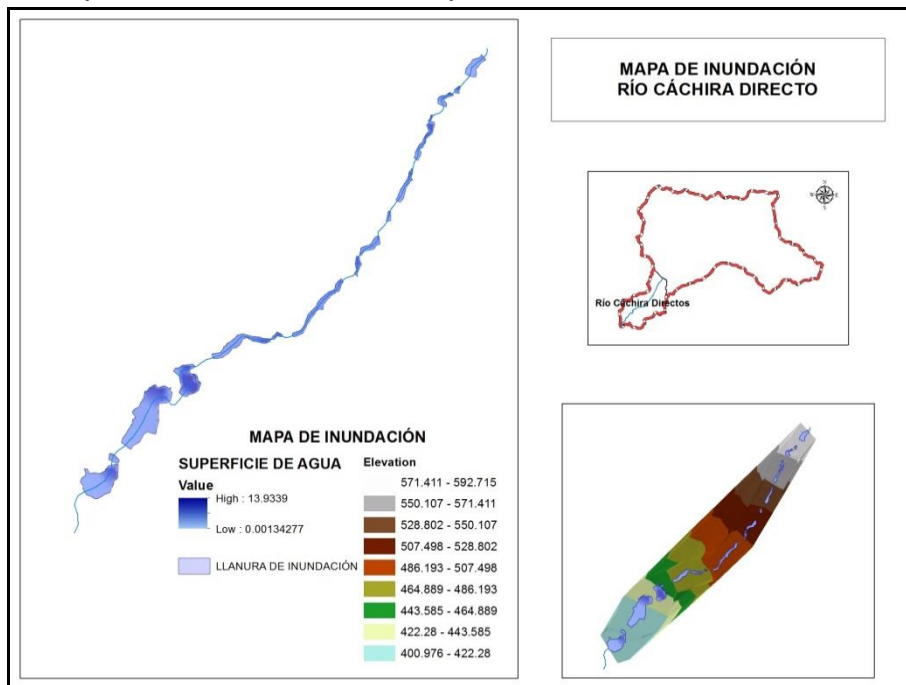 MAPA DE INUNDACIÓN
RÍO CÁCHIRA DIRECTO
Río Cáchira Directos
MAPA DE INUNDACIÓN
SUPERFICIE DE AGUA
Value
High : 13.9339
Low : 0.00134277
LLANURA DE INUNDACIÓN
Elevation
571.411 - 592.715
550.107 - 571.411
528.802 - 550.107
507.498 - 528.802
486.193 - 507.498
464.889 - 486.193
443.585 - 464.889
422.28 - 443.585
400.976 - 422.28